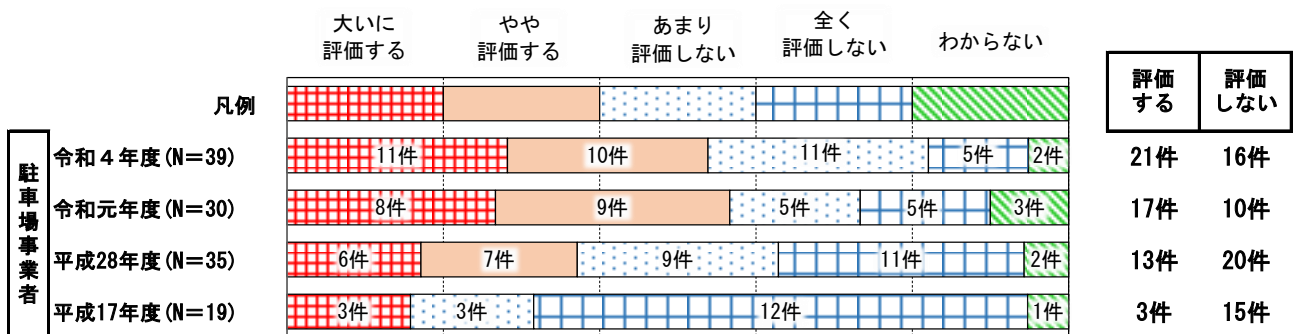 大いに
評価する
やや
評価する
あまり
評価しない
全く
評価しない
わからない
評価
する
評価
しない
凡例
駐車場事業者
令和４年度(N=39)
11件
10件
11件
5件
2件
21件
16件
令和元年度(N=30)
8件
9件
5件
5件
3件
17件
10件
平成28年度(N=35)
6件
7件
9件
11件
2件
13件
20件
平成17年度(N=19)
3件
3件
12件
1件
3件
15件